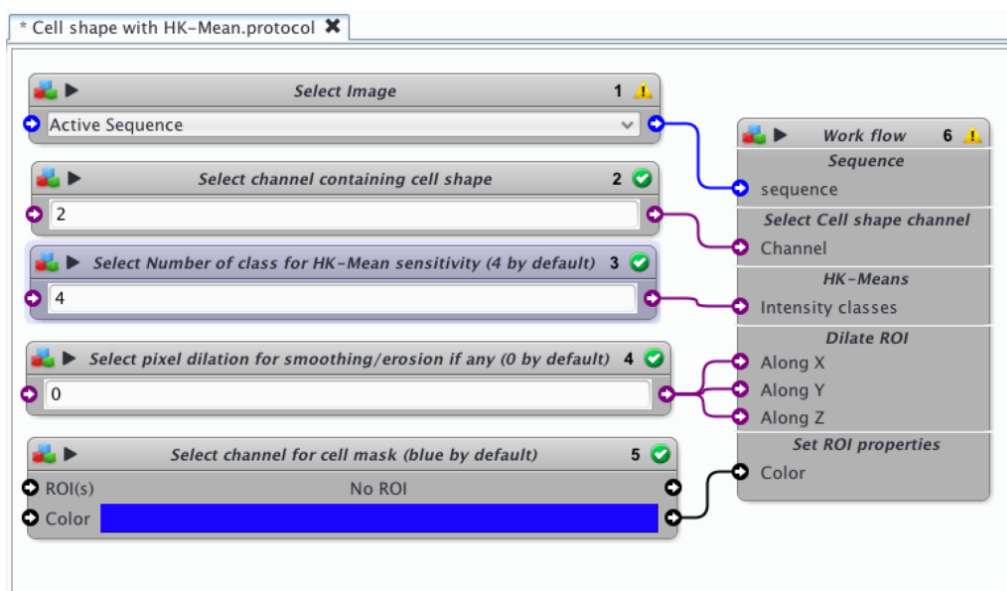 * Cell shape with HK-Mean.protocol
Select Image 1
Active Sequence
Select channel containing cell shape 2
2
Select Number of class for HK-Mean sensitivity (4 by default) 3
4
Select pixel dilation for smoothing/erosion if any (0 by default) 4
0
Select channel for cell mask (blue by default) 5
ROI(s) No ROI
Color
Work flow 6
Sequence
sequence
Select Cell shape channel
Channel
HK-Means
Intensity classes
Dilate ROI
Along X
Along Y
Along Z
Set ROI properties
Color